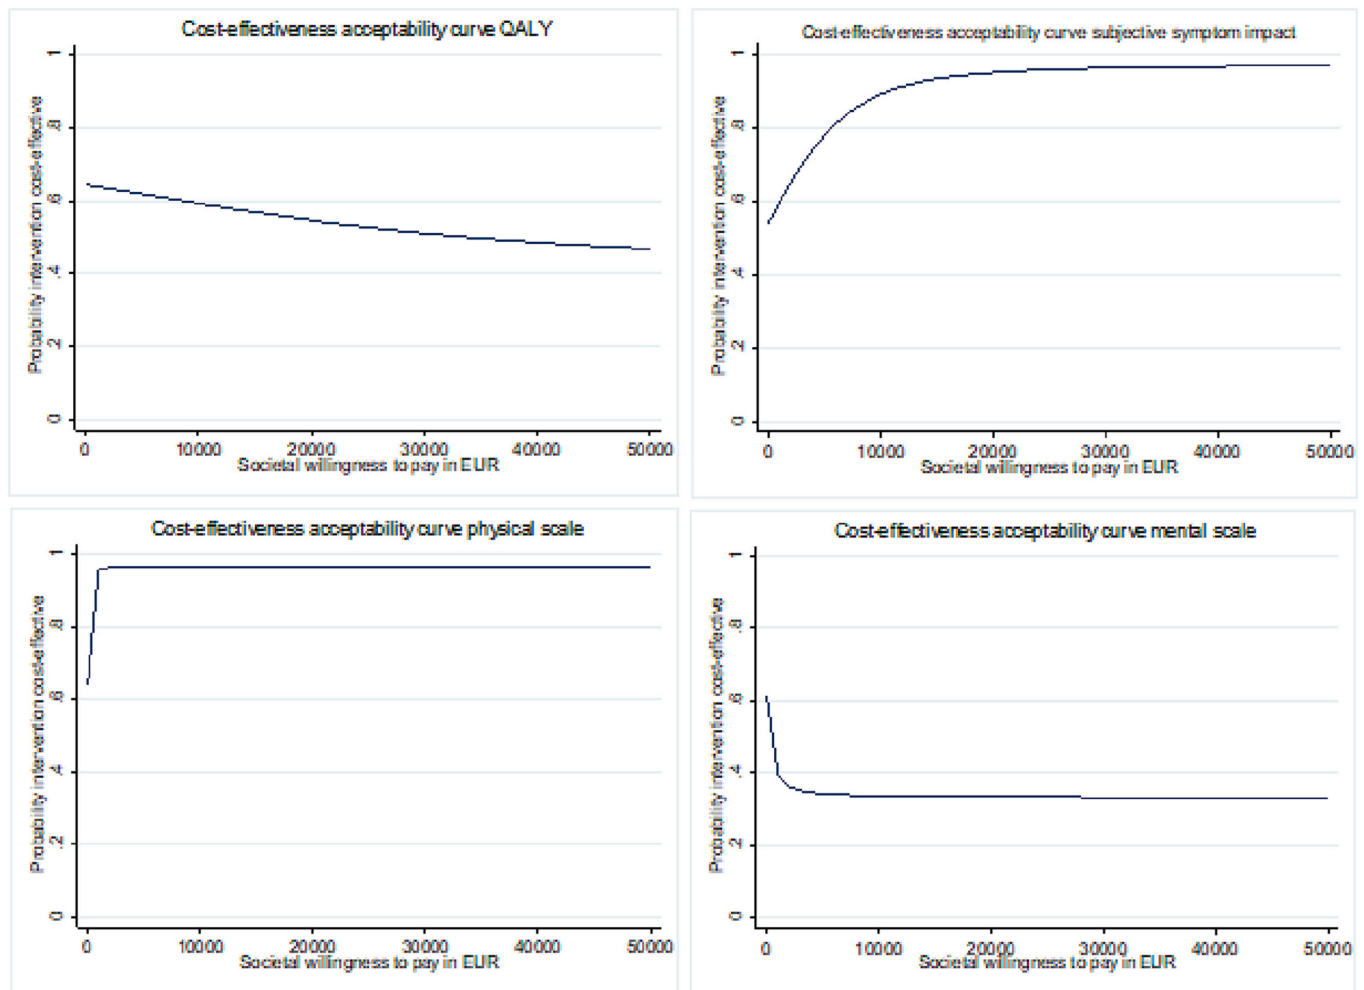 Cost-effectiveness acceptability curve QALY
Probability intervention cost-effective
1
.8
.6
.4
.2
0
0 10000 20000 30000 40000 50000
Societal willingness to pay in EUR
Cost-effectiveness acceptability curve subjective symptom impact
Probability intervention cost-effective
1
.8
.6
.4
.2
0
0 10000 20000 30000 40000 50000
Societal willingness to pay in EUR
Cost-effectiveness acceptability curve physical scale
Probability intervention cost-effective
1
.8
.6
.4
.2
0
0 10000 20000 30000 40000 50000
Societal willingness to pay in EUR
Cost-effectiveness acceptability curve mental scale
Probability intervention cost-effective
1
.8
.6
.4
.2
0
0 10000 20000 30000 40000 50000
Societal willingness to pay in EUR